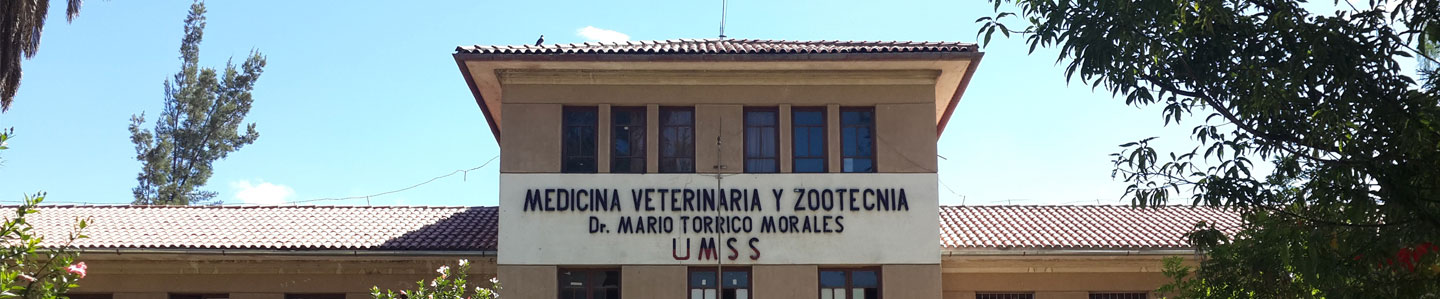 MEDICINA VETERINARIA Y ZOOTECNIA
Dr. MARIO TORRICO MORALES
UMSS